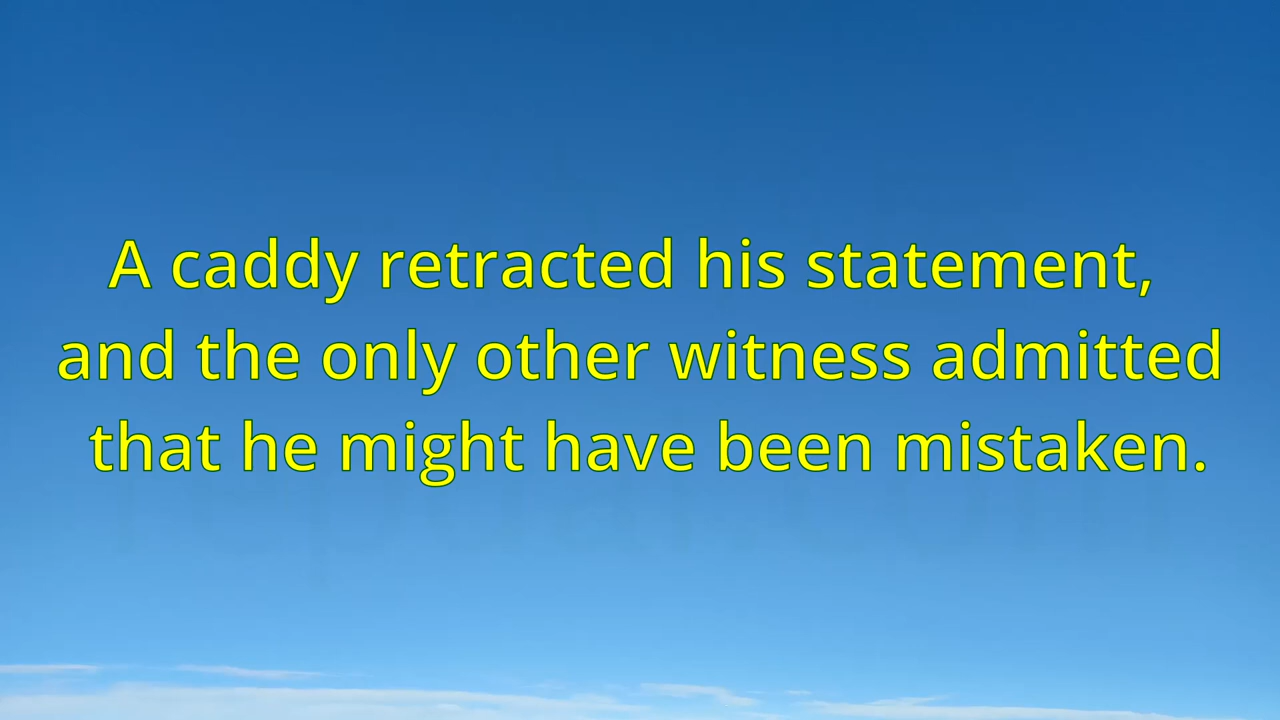 A caddy retracted his statement,
and the only other witness admitted
that he might have been mistaken.